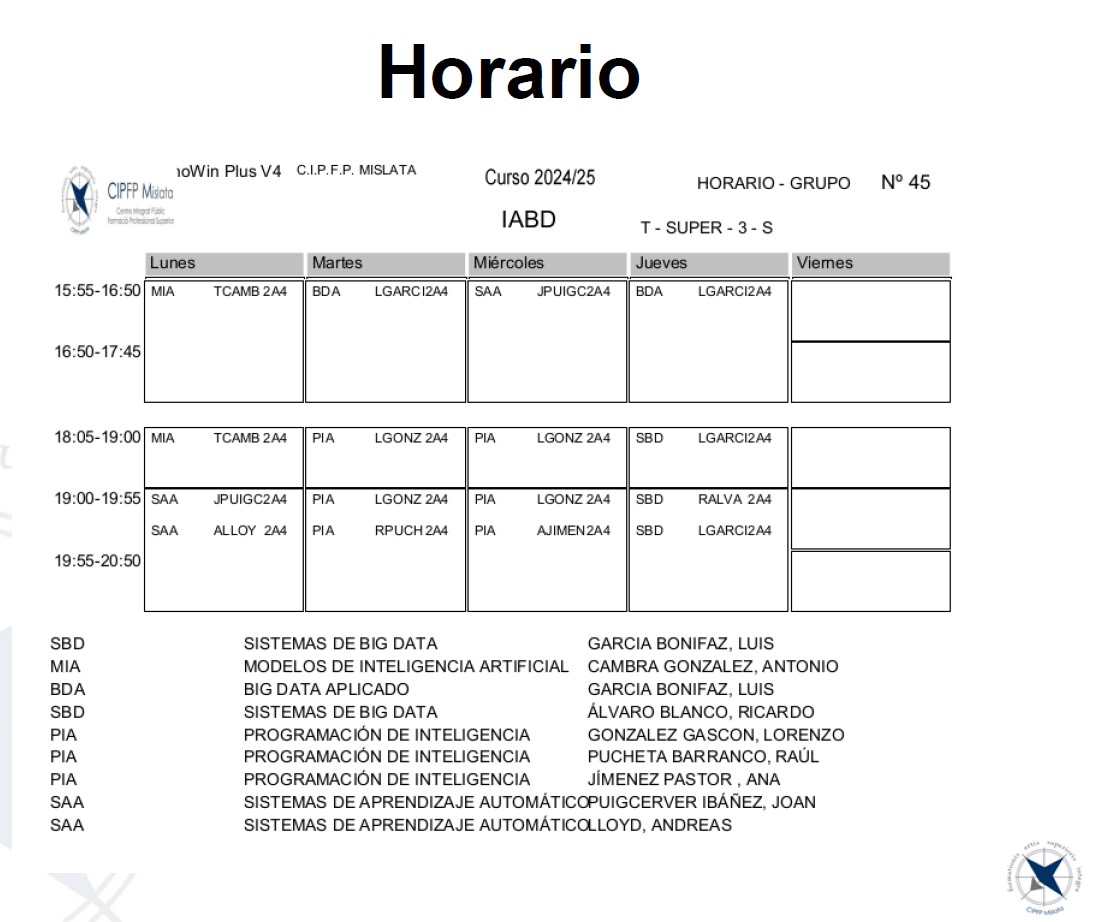 Horario
noWin Plus V4 C.I.P.F.P. MISLATA Curso 2024/25 HORARIO - GRUPO Nº 45
CIPFP Mislata
Centre Integrat Públic
Formació Professional Superior
IABD T - SUPER - 3 - S
Lunes Martes Miércoles Jueves Viernes
15:55-16:50 MIA TCAMB 2A4 BDA LGARCI2A4 SAA JPUIGC2A4 BDA LGARCI2A4
16:50-17:45
18:05-19:00 MIA TCAMB 2A4 PIA LGONZ 2A4 PIA LGONZ 2A4 SBD LGARCI2A4
19:00-19:55 SAA JPUIGC2A4 PIA LGONZ 2A4 PIA LGONZ 2A4 SBD RALVA 2A4
SAA ALLOY 2A4 PIA RPUCH 2A4 PIA AJIMEN2A4 SBD LGARCI2A4
19:55-20:50
SBD SISTEMAS DE BIG DATA GARCIA BONIFAZ, LUIS
MIA MODELOS DE INTELIGENCIA ARTIFICIAL CAMBRA GONZALEZ, ANTONIO
BDA BIG DATA APLICADO GARCIA BONIFAZ, LUIS
SBD SISTEMAS DE BIG DATA ÁLVARO BLANCO, RICARDO
PIA PROGRAMACIÓN DE INTELIGENCIA GONZALEZ GASCON, LORENZO
PIA PROGRAMACIÓN DE INTELIGENCIA PUCHETA BARRANCO, RAÚL
PIA PROGRAMACIÓN DE INTELIGENCIA JÍMENEZ PASTOR , ANA
SAA SISTEMAS DE APRENDIZAJE AUTOMÁTICO PUIGCERVER IBÁÑEZ, JOAN
SAA SISTEMAS DE APRENDIZAJE AUTOMÁTICO LLOYD, ANDREAS
CIPFP Mislata